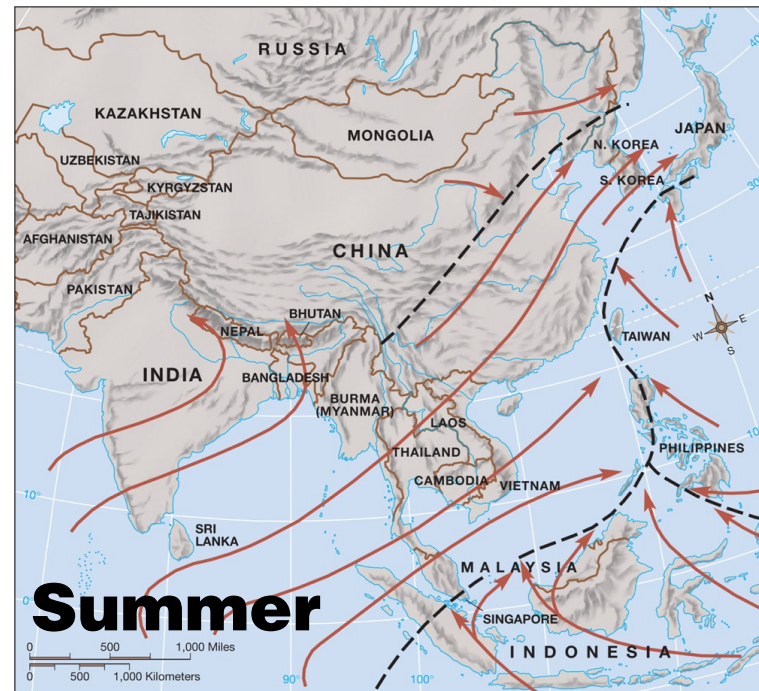 RUSSIA
KAZAKHSTAN
MONGOLIA
JAPAN
N. KOREA
UZBEKISTAN
S. KOREA
KYRGYZSTAN
TAJIKISTAN
AFGHANISTAN
CHINA
PAKISTAN
N
E
W
S
BHUTAN
NEPAL
TAIWAN
INDIA
BANGLADESH
BURMA
(MYANMAR)
LAOS
THAILAND
PHILIPPINES
CAMBODIA
VIETNAM
10°
SRI
LANKA
MALAYSIA
Summer
SINGAPORE
0 500 1,000 Miles
0 500 1,000 Kilometers
INDONESIA
90°
100°